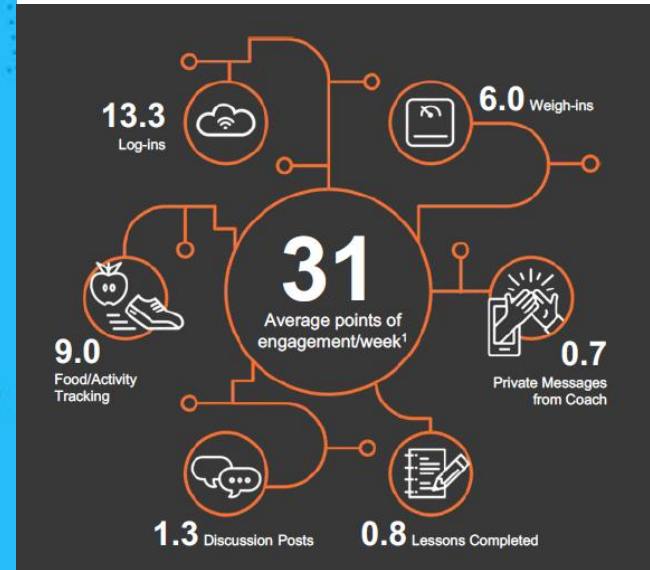 13.3
Log-ins
6.0 Weigh-ins
31
Average points of
engagement/week¹
9.0
Food/Activity
Tracking
0.7
Private Messages
from Coach
1.3 Discussion Posts
0.8 Lessons Completed